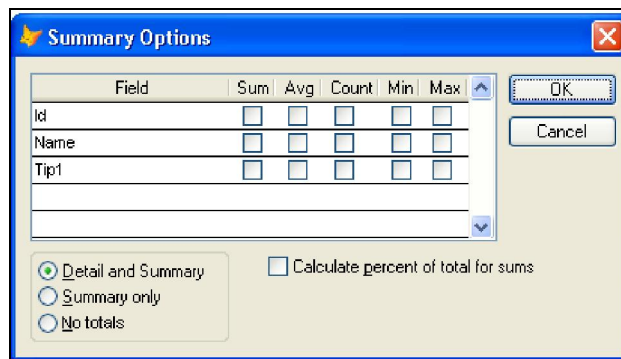 Summary Options
Field Sum Avg Count Min Max
Id
Name
Tip1
OK
Cancel
Detail and Summary
Summary only
No totals
Calculate percent of total for sums